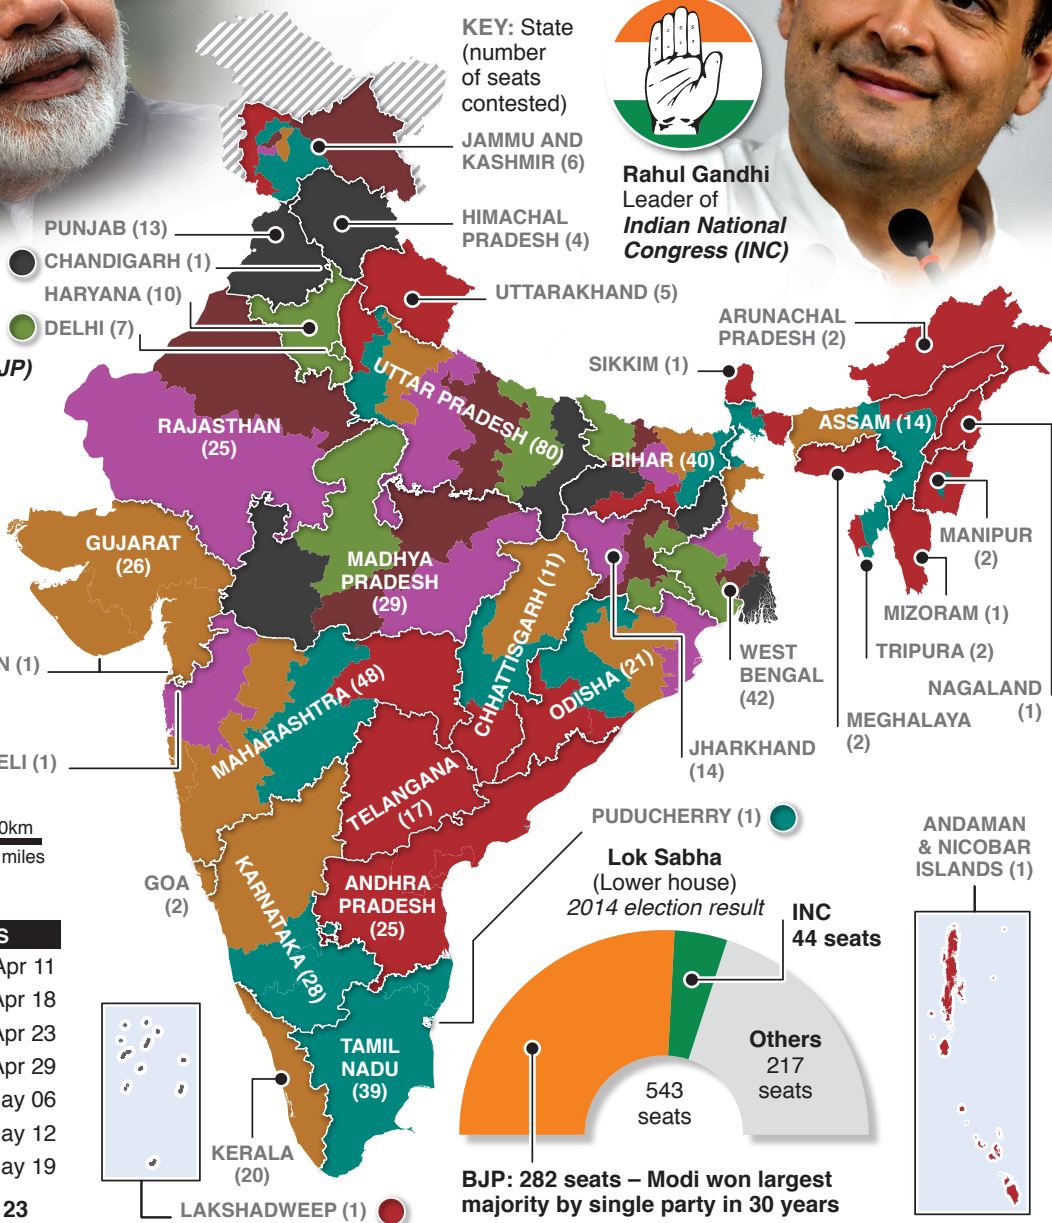 KEY: State
(number
of seats
contested)
JAMMU AND
KASHMIR (6)
Rahul Gandhi
Leader of
Indian National
Congress (INC)
PUNJAB (13)
HIMACHAL
PRADESH (4)
CHANDIGARH (1)
HARYANA (10)
UTTARAKHAND (5)
DELHI (7)
ARUNACHAL
PRADESH (2)
JP)
SIKKIM (1)
UTTAR PRADESH (80)
RAJASTHAN
(25)
BIHAR (40)
ASSAM (14)
GUJARAT
(26)
MADHYA
PRADESH
(29)
CHHATTISGARH (11)
MANIPUR
(2)
MIZORAM (1)
N (1)
WEST
BENGAL
(42)
TRIPURA (2)
NAGALAND
(1)
MAHARASHTRA (48)
ODISHA (21)
MEGHALAYA
(2)
ELI (1)
JHARKHAND
(14)
TELANGANA
(17)
0km
miles
PUDUCHERRY (1)
ANDAMAN
& NICOBAR
ISLANDS (1)
Lok Sabha
(Lower house)
2014 election result
GOA
(2)
KARNATAKA (28)
ANDHRA
PRADESH
(25)
INC
44 seats
S
Apr 11
Apr 18
Apr 23
Apr 29
ay 06
ay 12
ay 19
23
TAMIL
NADU
(39)
Others
217
seats
543
seats
KERALA
(20)
BJP: 282 seats – Modi won largest
majority by single party in 30 years
LAKSHADWEEP (1)